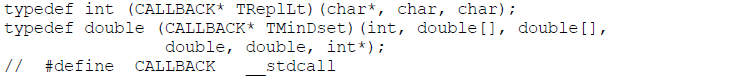 typedef int (CALLBACK* TReplLt)(char*, char, char);
typedef double (CALLBACK* TMinDset)(int, double[], double[],
double, double, int*);
//  #define  CALLBACK   __stdcall